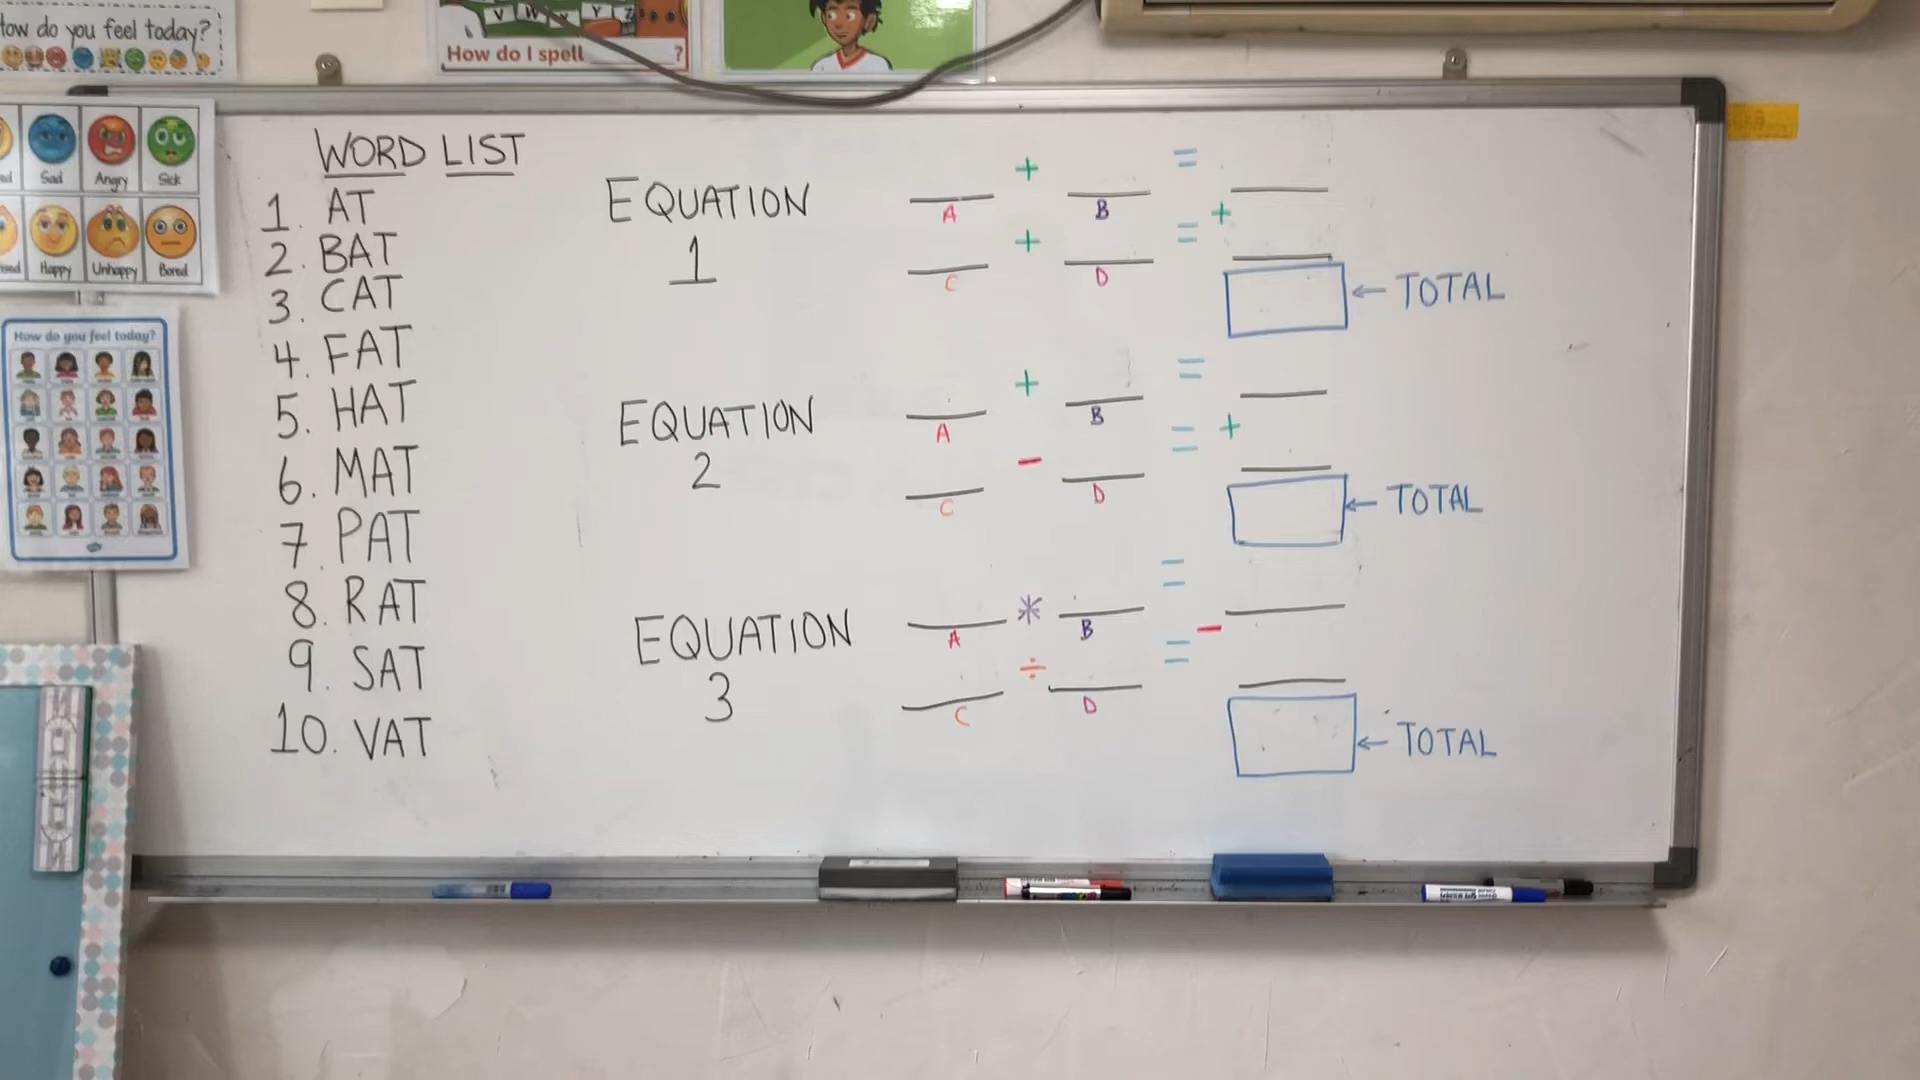 How do you feel today?
V W X Y Z
How do I spell ?
Sad Angry Sick
Happy Unhappy Bored
How do you feel today?
WORD LIST
1. AT
2. BAT
3. CAT
4. FAT
5. HAT
6. MAT
7. PAT
8. RAT
9. SAT
10. VAT
EQUATION
1
+ =
A B
+ = +
C D
← TOTAL
EQUATION
2
+ =
A B
- = +
C D
← TOTAL
EQUATION
3
* =
A B
÷ = -
C D
← TOTAL